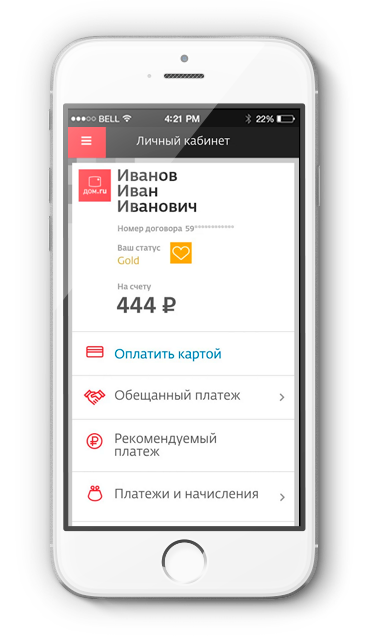 BELL 4:21 PM 22%
Личный кабинет
Иванов
дом.ru
Иван
Иванович
Номер договора 59************
Ваш статус
Gold
На счету
444 ₽
Оплатить картой
Обещанный платеж
Рекомендуемый
платеж
Платежи и начисления